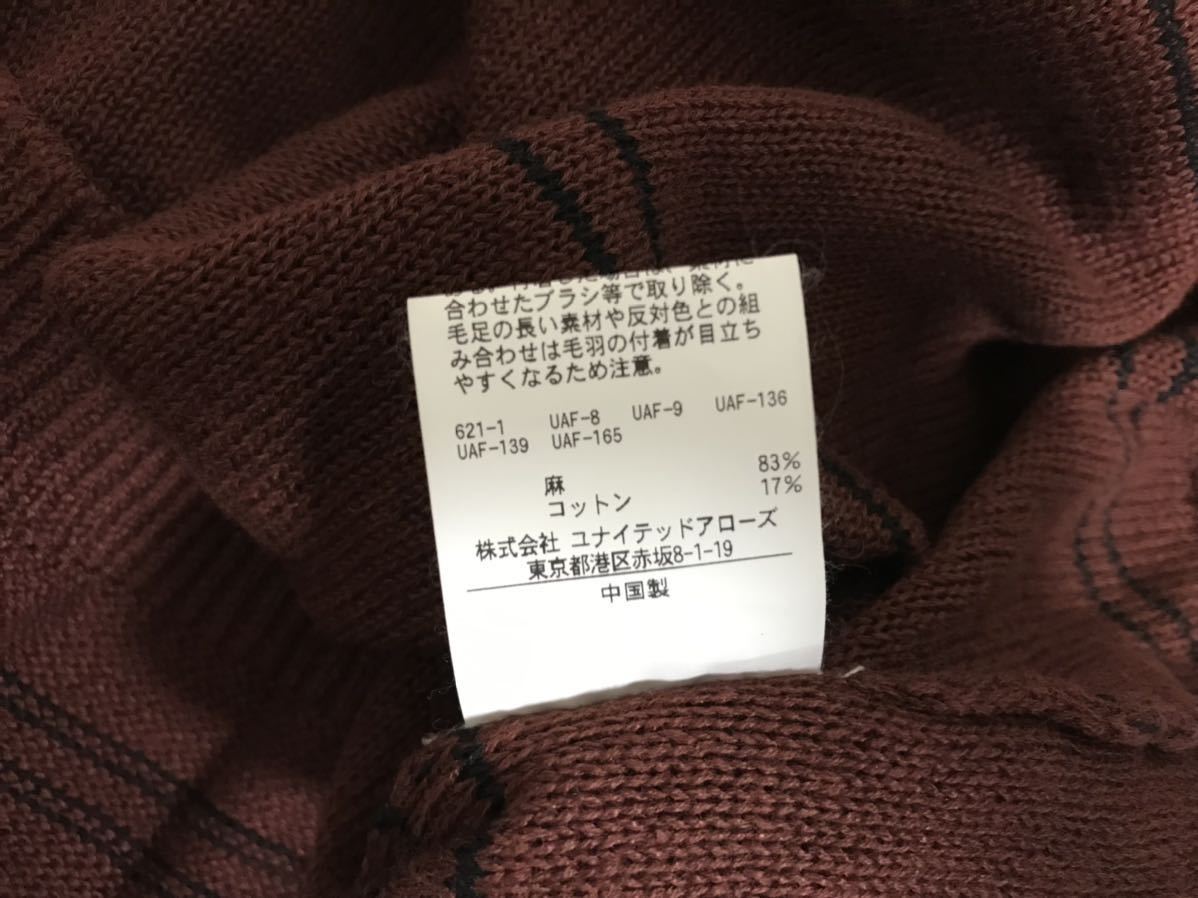 合わせたブラシ等で取り除く。
毛足の長い素材や反対色との組
み合わせは毛羽の付着が目立ち
やすくなるため注意。
621-1 UAF-8 UAF-9 UAF-136
UAF-139 UAF-165
麻 83%
コットン 17%
株式会社 ユナイテッドアローズ
東京都港区赤坂8-1-19
中国製